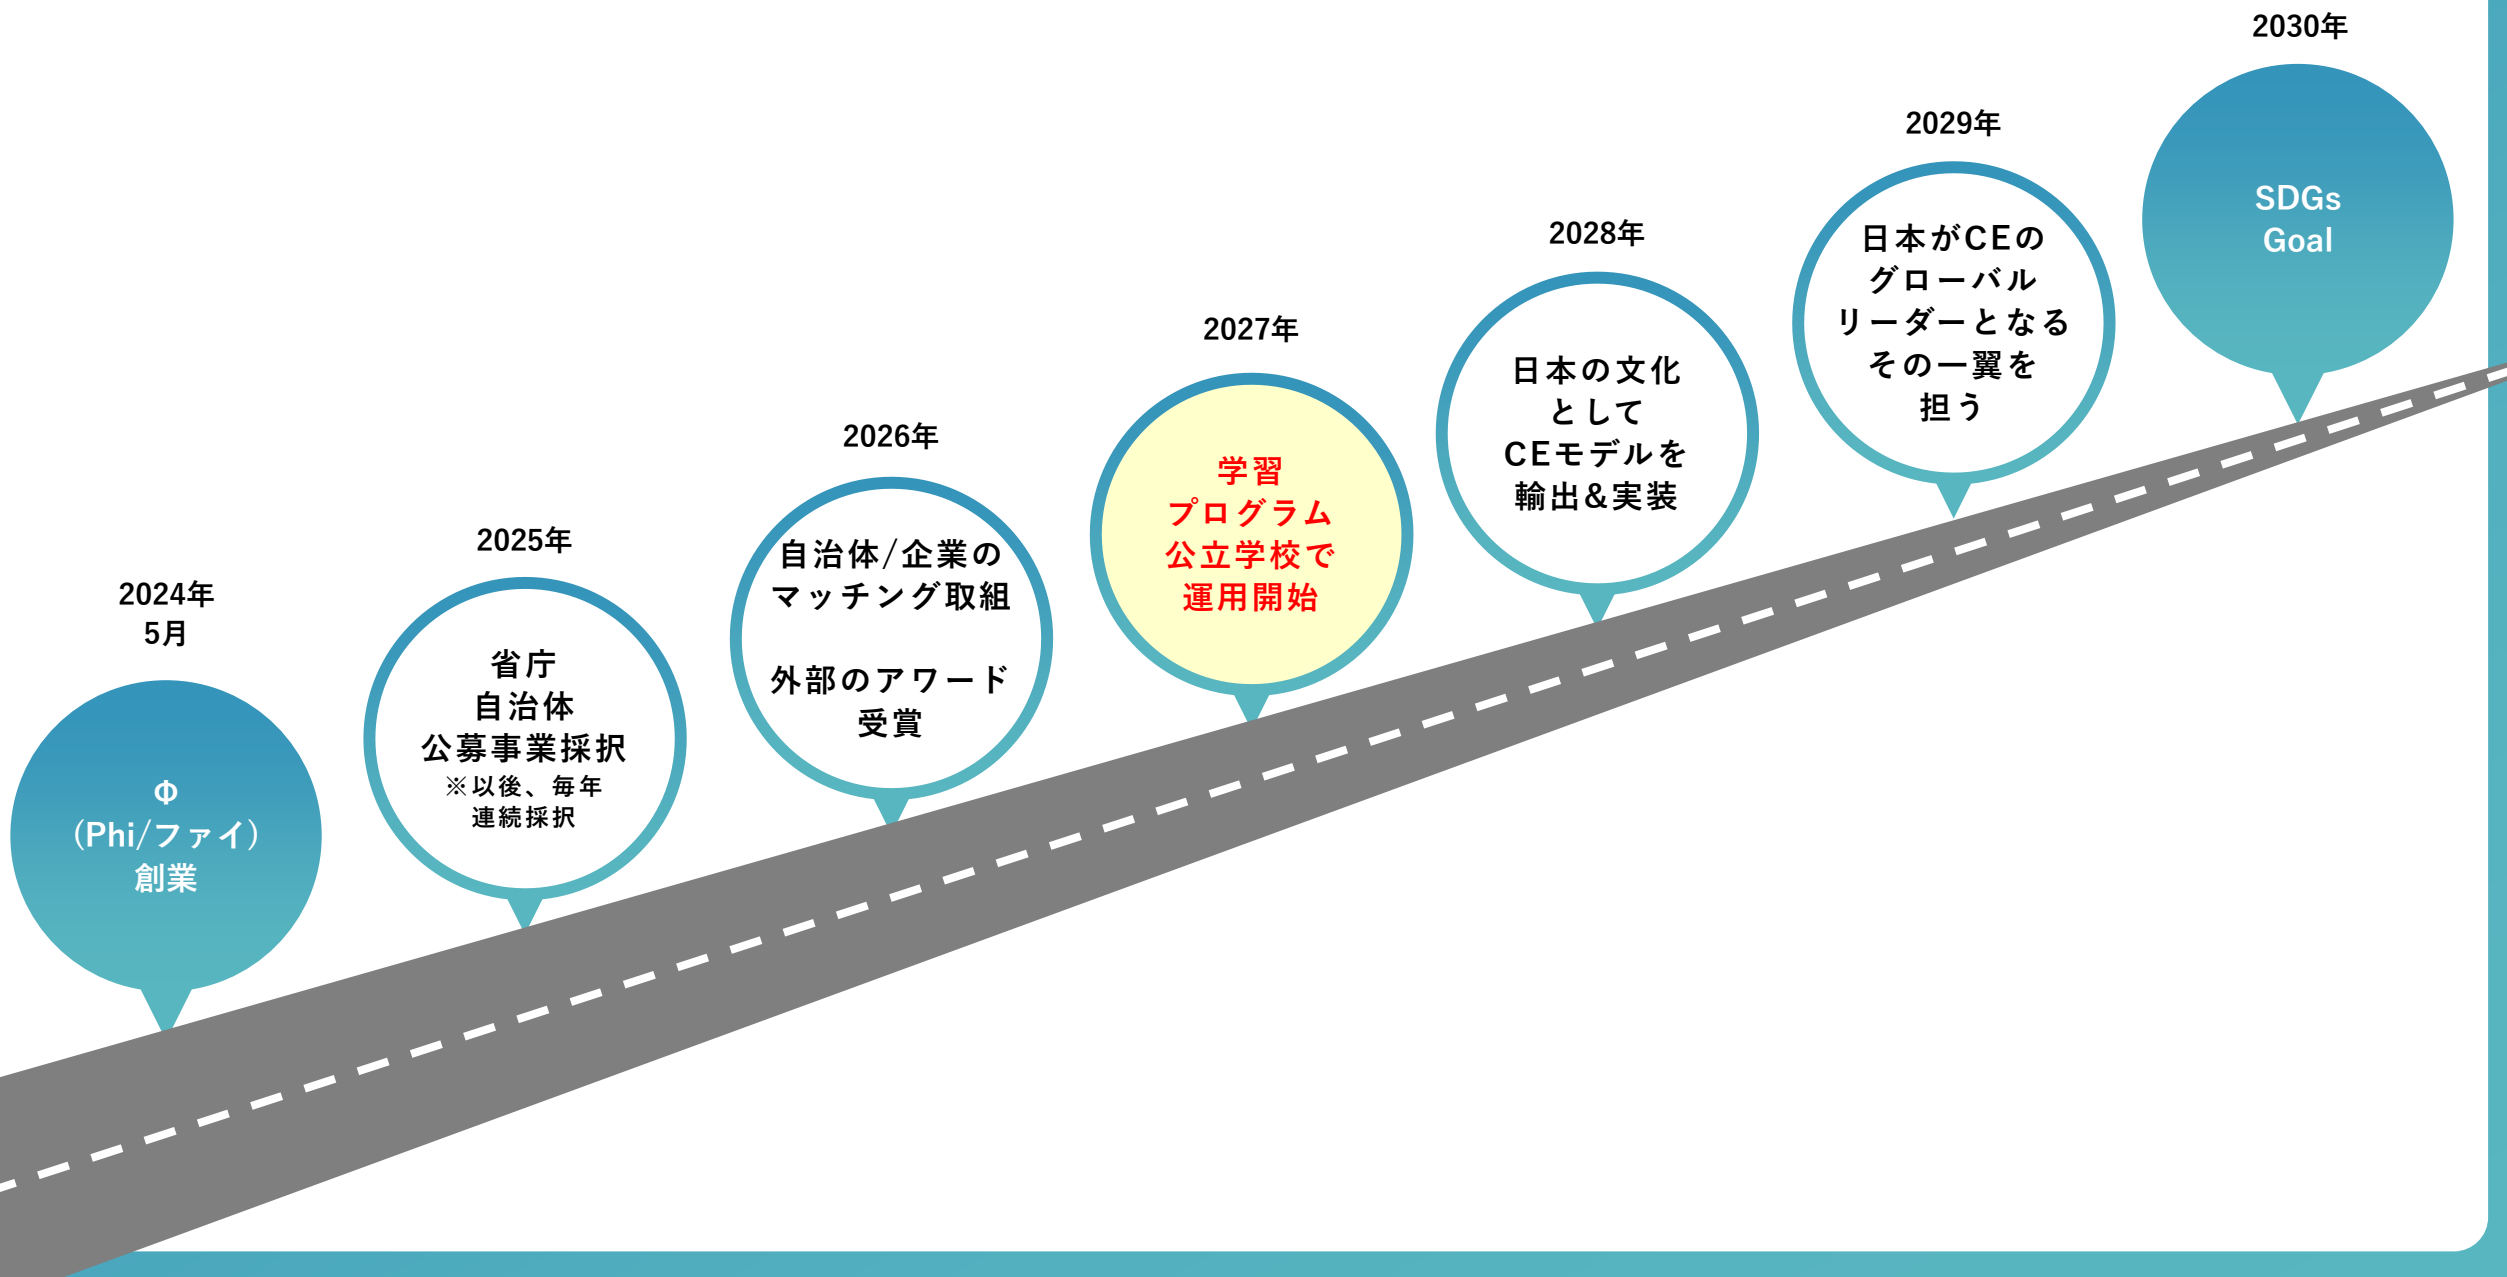 2024年
5月
Φ
(Phi/ファイ)
創業
2025年
省庁
自治体
公募事業採択
※以後、毎年
連続採択
2026年
自治体/企業の
マッチング取組
外部のアワード
受賞
2027年
学習
プログラム
公立学校で
運用開始
2028年
日本の文化
として
CEモデルを
輸出&実装
2029年
日本がCEの
グローバル
リーダーとなる
その一翼を
担う
2030年
SDGs
Goal